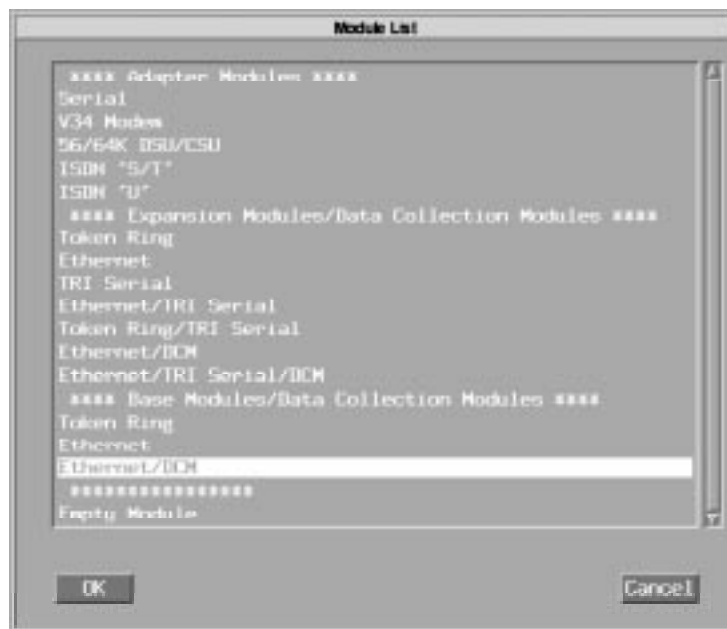 Module List
**** Adapter Modules ****
Serial
V34 Modem
56/64K DSU/CSU
ISDN "S/T"
ISDN "U"
**** Expansion Modules/Data Collection Modules ****
Token Ring
Ethernet
TRI Serial
Ethernet/TRI Serial
Token Ring/TRI Serial
Ethernet/DCM
Ethernet/TRI Serial/DCM
**** Base Modules/Data Collection Modules ****
Token Ring
Ethernet
Ethernet/DCM
*****************
Empty Module
OK
Cancel